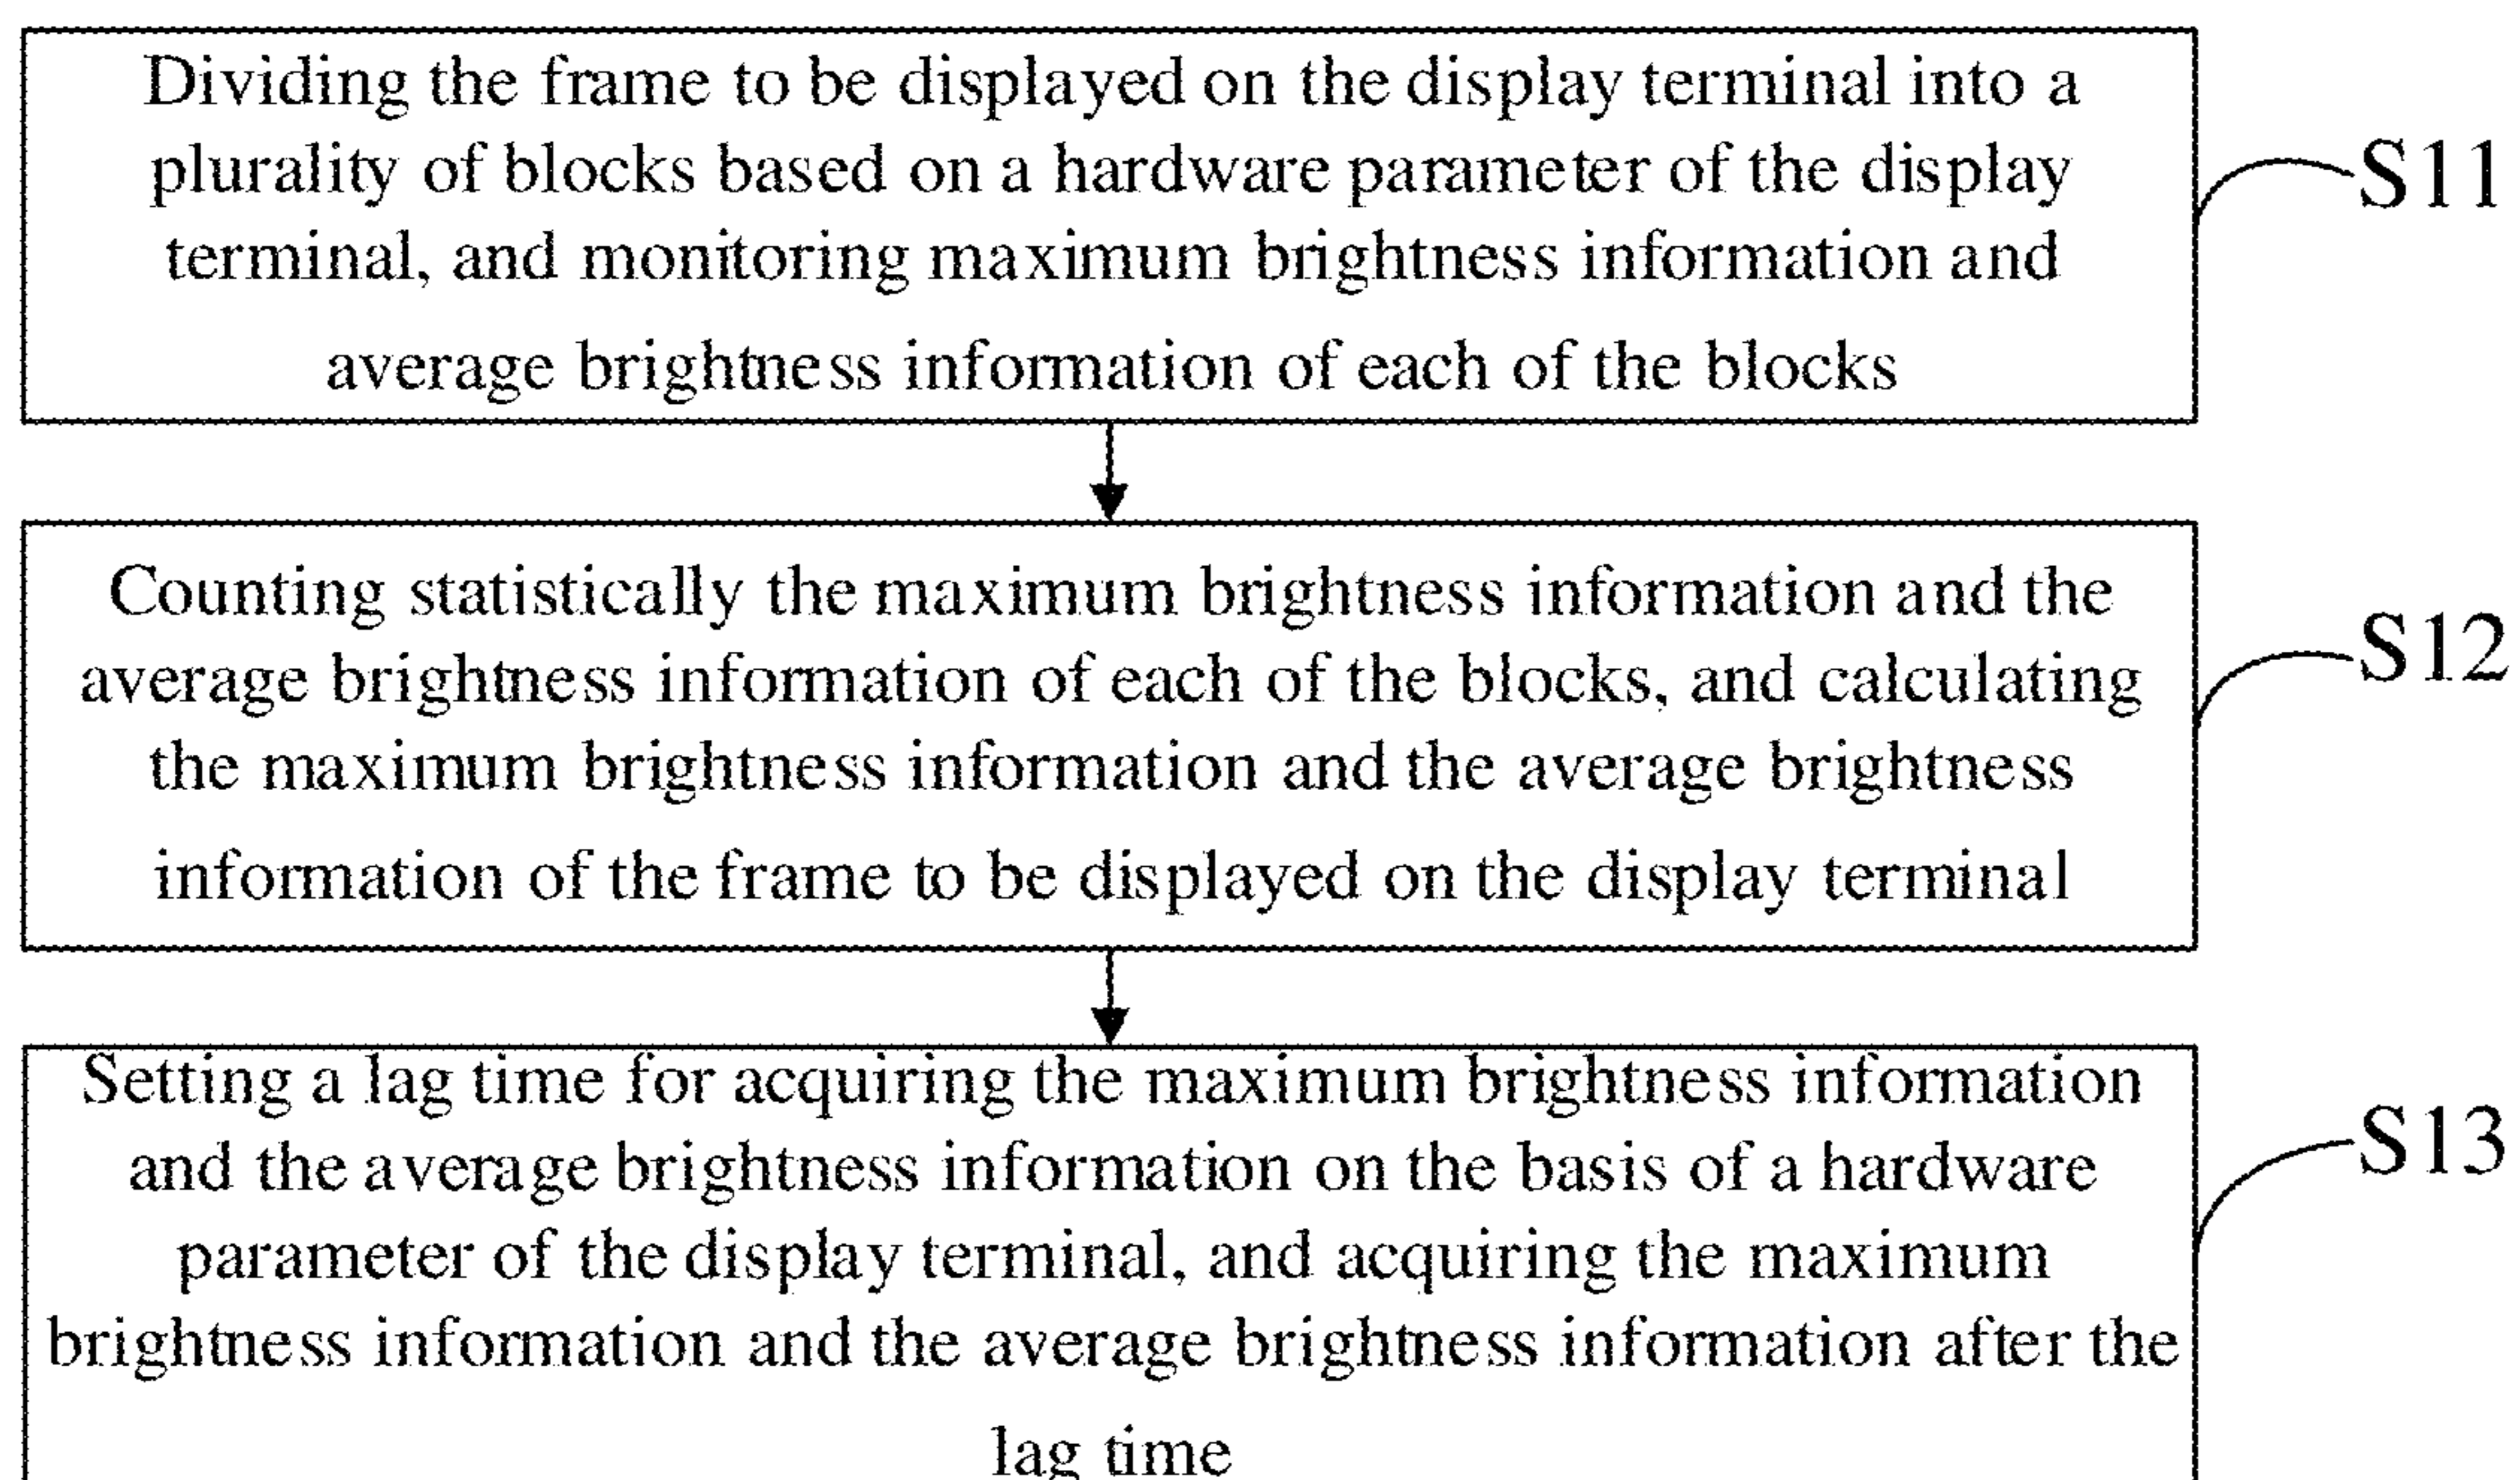 Dividing the frame to be displayed on the display terminal into a
plurality of blocks based on a hardware parameter of the display
terminal, and monitoring maximum brightness information and
average brightness information of each of the blocks
S11
Counting statistically the maximum brightness information and the
average brightness information of each of the blocks, and calculating
the maximum brightness information and the average brightness
information of the frame to be displayed on the display terminal
S12
Setting a lag time for acquiring the maximum brightness information
and the average brightness information on the basis of a hardware
parameter of the display terminal, and acquiring the maximum
brightness information and the average brightness information after the
lag time
S13